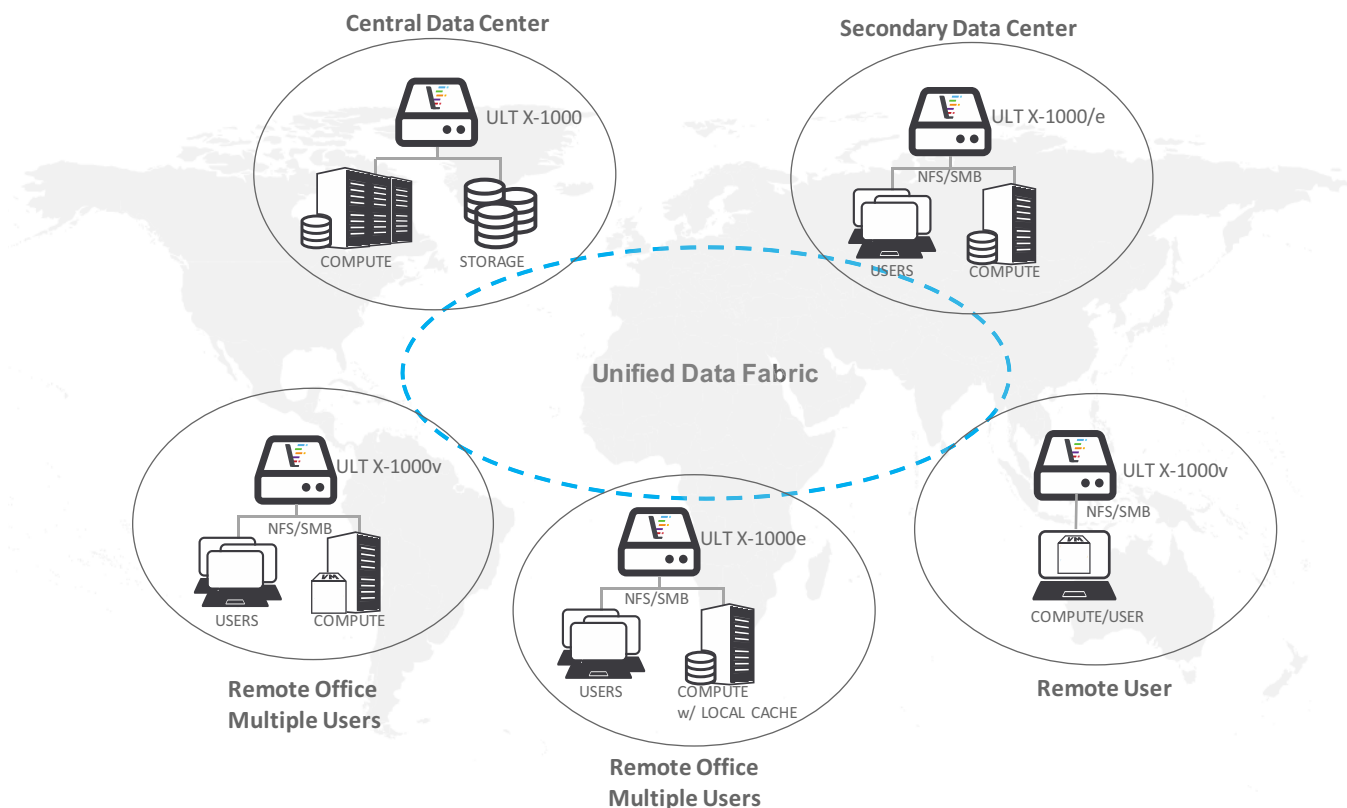 Central Data Center
ULT X-1000
COMPUTE
STORAGE
Secondary Data Center
ULT X-1000/e
NFS/SMB
USERS
COMPUTE
Unified Data Fabric
ULT X-1000v
NFS/SMB
VM
USERS
COMPUTE
Remote Office
Multiple Users
ULT X-1000e
NFS/SMB
USERS
COMPUTE
w/ LOCAL CACHE
Remote Office
Multiple Users
ULT X-1000v
NFS/SMB
VM
COMPUTE/USER
Remote User